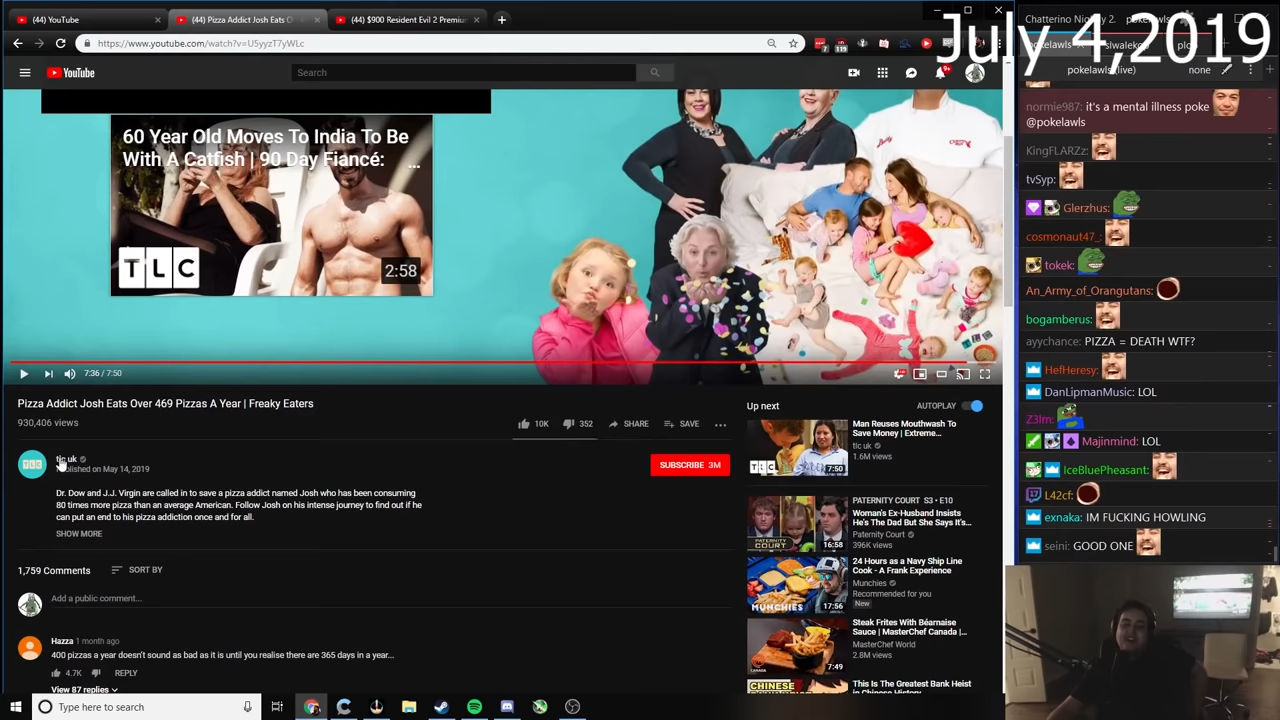 (44) YouTube
(44) Pizza Addict Josh Eats O
(44) $900 Resident Evil 2 Premiu
https://www.youtube.com/watch?v=U5yyzT7yWLc
July 4,2019
YouTube
Search
9+
60 Year Old Moves To India To Be
With A Catfish | 90 Day Fiancé: ...
TLC
2:58
7:36 / 7:50
Pizza Addict Josh Eats Over 469 Pizzas A Year | Freaky Eaters
930,406 views
10K
352
SHARE
SAVE
tlc uk
Published on May 14, 2019
SUBSCRIBE 3M
Dr. Dow and J.J. Virgin are called in to save a pizza addict named Josh who has been consuming
80 times more pizza than an average American. Follow Josh on his intense journey to find out if he
can put an end to his pizza addiction once and for all.
SHOW MORE
1,759 Comments
SORT BY
Add a public comment...
Hazza 1 month ago
400 pizzas a year doesn't sound as bad as it is until you realise there are 365 days in a year...
4.7K
REPLY
View 87 replies
Up next
AUTOPLAY
Man Reuses Mouthwash To
Save Money | Extreme...
tlc uk
1.6M views
TLC
7:50
PATERNITY COURT S3 • E10
Woman's Ex-Husband Insists
He's The Dad But She Says It's...
Paternity Court
396K views
PATERNITY
COURT
16:58
24 Hours as a Navy Ship Line
Cook - A Frank Experience
Munchies
Recommended for you
New
MUNCHIES
17:56
Steak Frites With Béarnaise
Sauce | MasterChef Canada |...
MasterChef World
2.8M views
7:49
This Is The Greatest Bank Heist
in Chinese History
CHINESE
Type here to search
Chatterino Nightly 2.
pokelawls
pokelawls
pokelawls (live)
none
normie987: it's a mental illness poke
@pokelawls
KingFLARZz:
tvSyp:
Glerzhus:
cosmonaut47_:
tokek:
An_Army_of_Orangutans:
bogamberus:
ayychance: PIZZA = DEATH WTF?
HefHeresy:
DanLipmanMusic: LOL
Z3lm:
Majinmind: LOL
IceBluePheasant:
L42cf:
exnaka: IM FUCKING HOWLING
seini: GOOD ONE